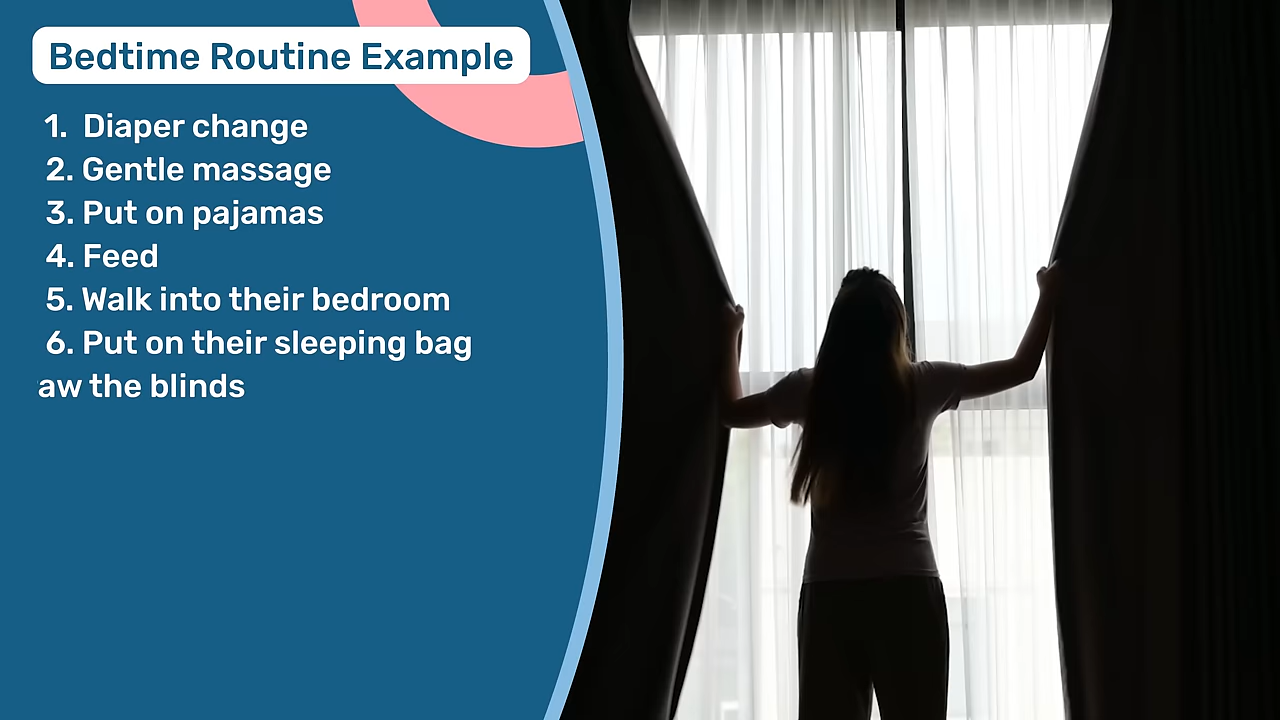 Bedtime Routine Example
1. Diaper change
2. Gentle massage
3. Put on pajamas
4. Feed
5. Walk into their bedroom
6. Put on their sleeping bag
aw the blinds